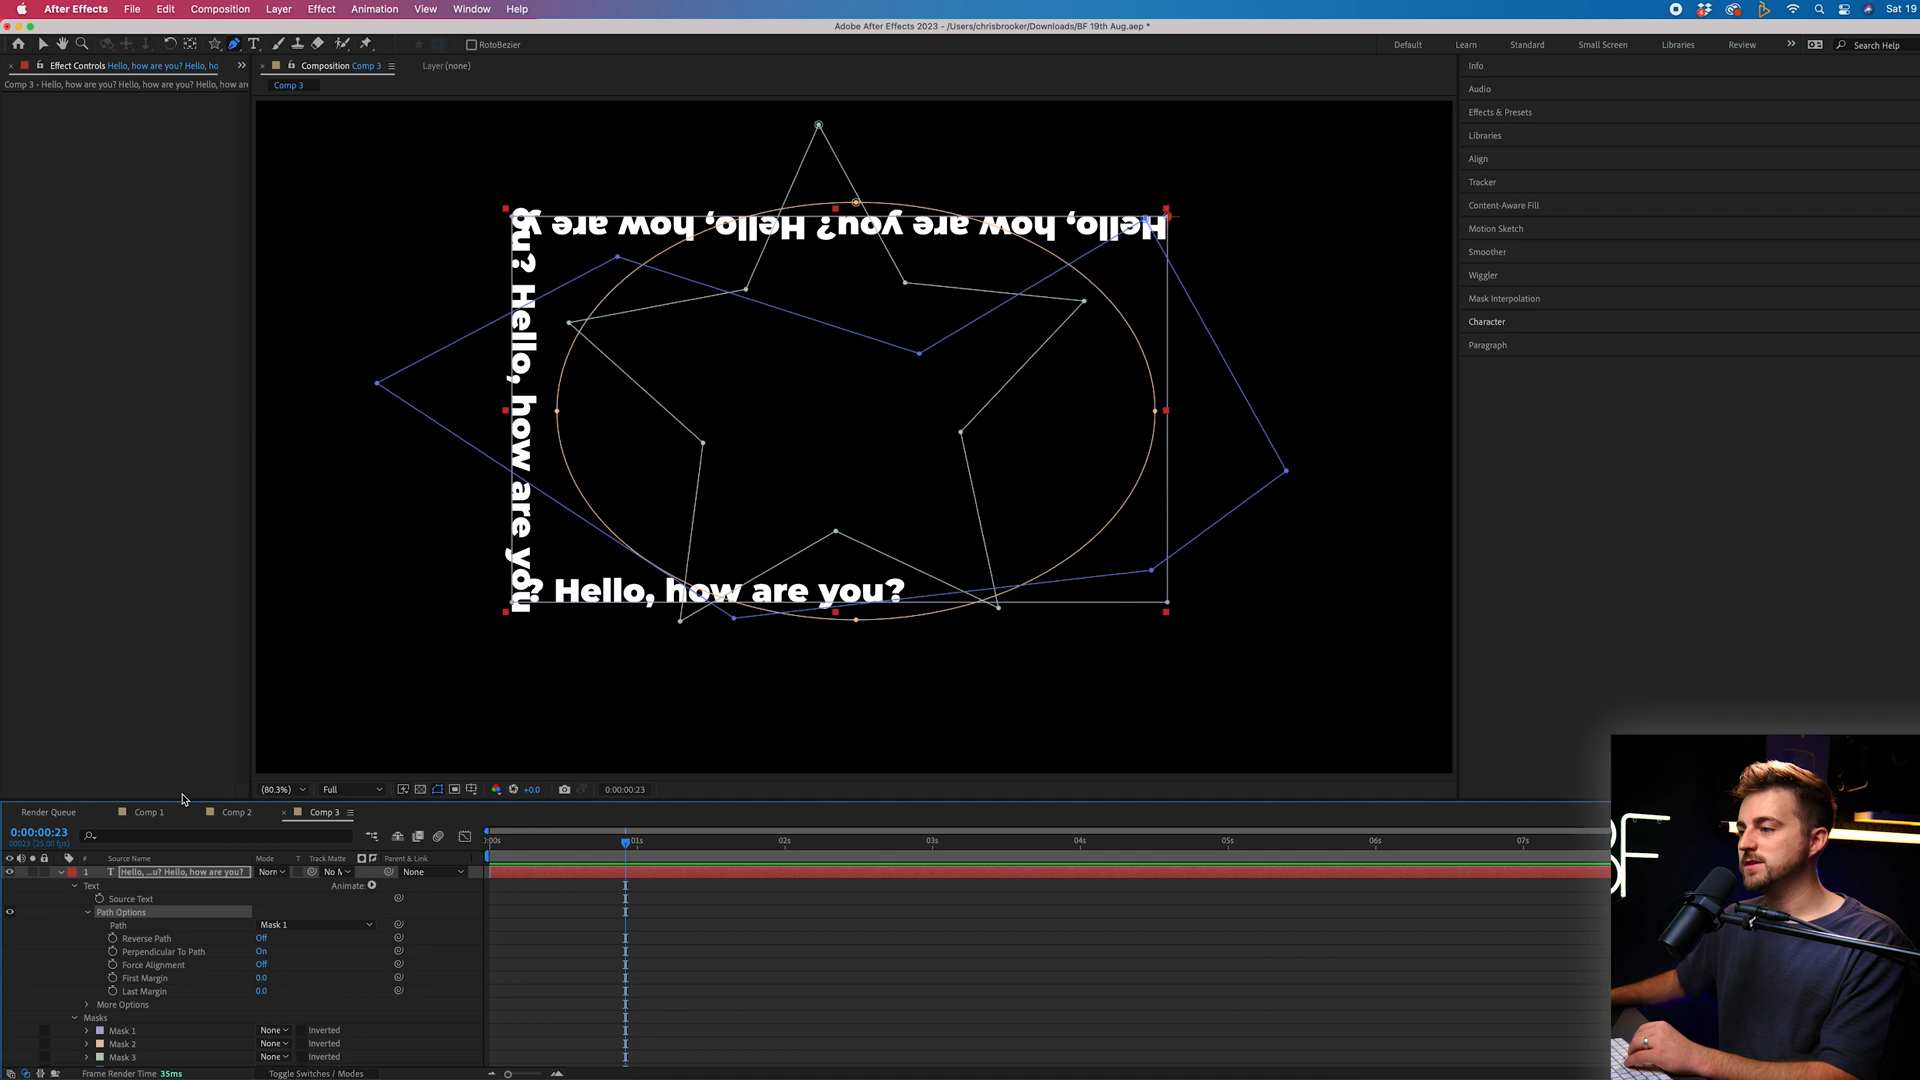 After Effects File Edit Composition Layer Effect Animation View Window Help Sat 19
Adobe After Effects 2023 - /Users/chrisbrooker/Downloads/BF 19th Aug.aep *
RotoBezier Default Learn Standard Small Screen Libraries Review Search Help
Effect Controls Hello, how are you? Hello, ho
Composition Comp 3 Layer (none)
Comp 3 • Hello, how are you? Hello, how are you? Hello, how are
Comp 3
Info
Audio
Effects & Presets
Libraries
Align
Tracker
Content-Aware Fill
Motion Sketch
Smoother
Wiggler
Mask Interpolation
Character
Paragraph
Hello, how are you? Hello, how are y
ou? Hello, how are you
? Hello, how are you?
(80.3%) Full +0.0 0:00:00:23
Render Queue Comp 1 Comp 2 Comp 3
0:00:00:23
00023 (25.00 fps)
:00s 01s 02s 03s 04s 05s 06s 07s
# Source Name Mode T Track Matte Parent & Link
1 T Hello, ...u? Hello, how are you? Norn No M None
Text Animate:
Source Text
Path Options
Path Mask 1
Reverse Path Off
Perpendicular To Path On
Force Alignment Off
First Margin 0.0
Last Margin 0.0
More Options
Masks
Mask 1 None Inverted
Mask 2 None Inverted
Mask 3 None Inverted
Frame Render Time 35ms Toggle Switches / Modes